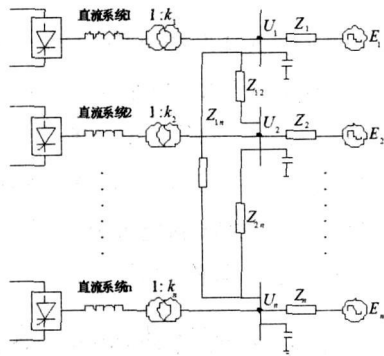 直流系统1 1:k₁ U₁ Z₁ E₁
Z₁₂
直流系统2 1:k₂ Z₁ₙ U₂ Z₂ E₂
Z₂ₙ
直流系统n 1:kₙ Uₙ Zₙ Eₙ